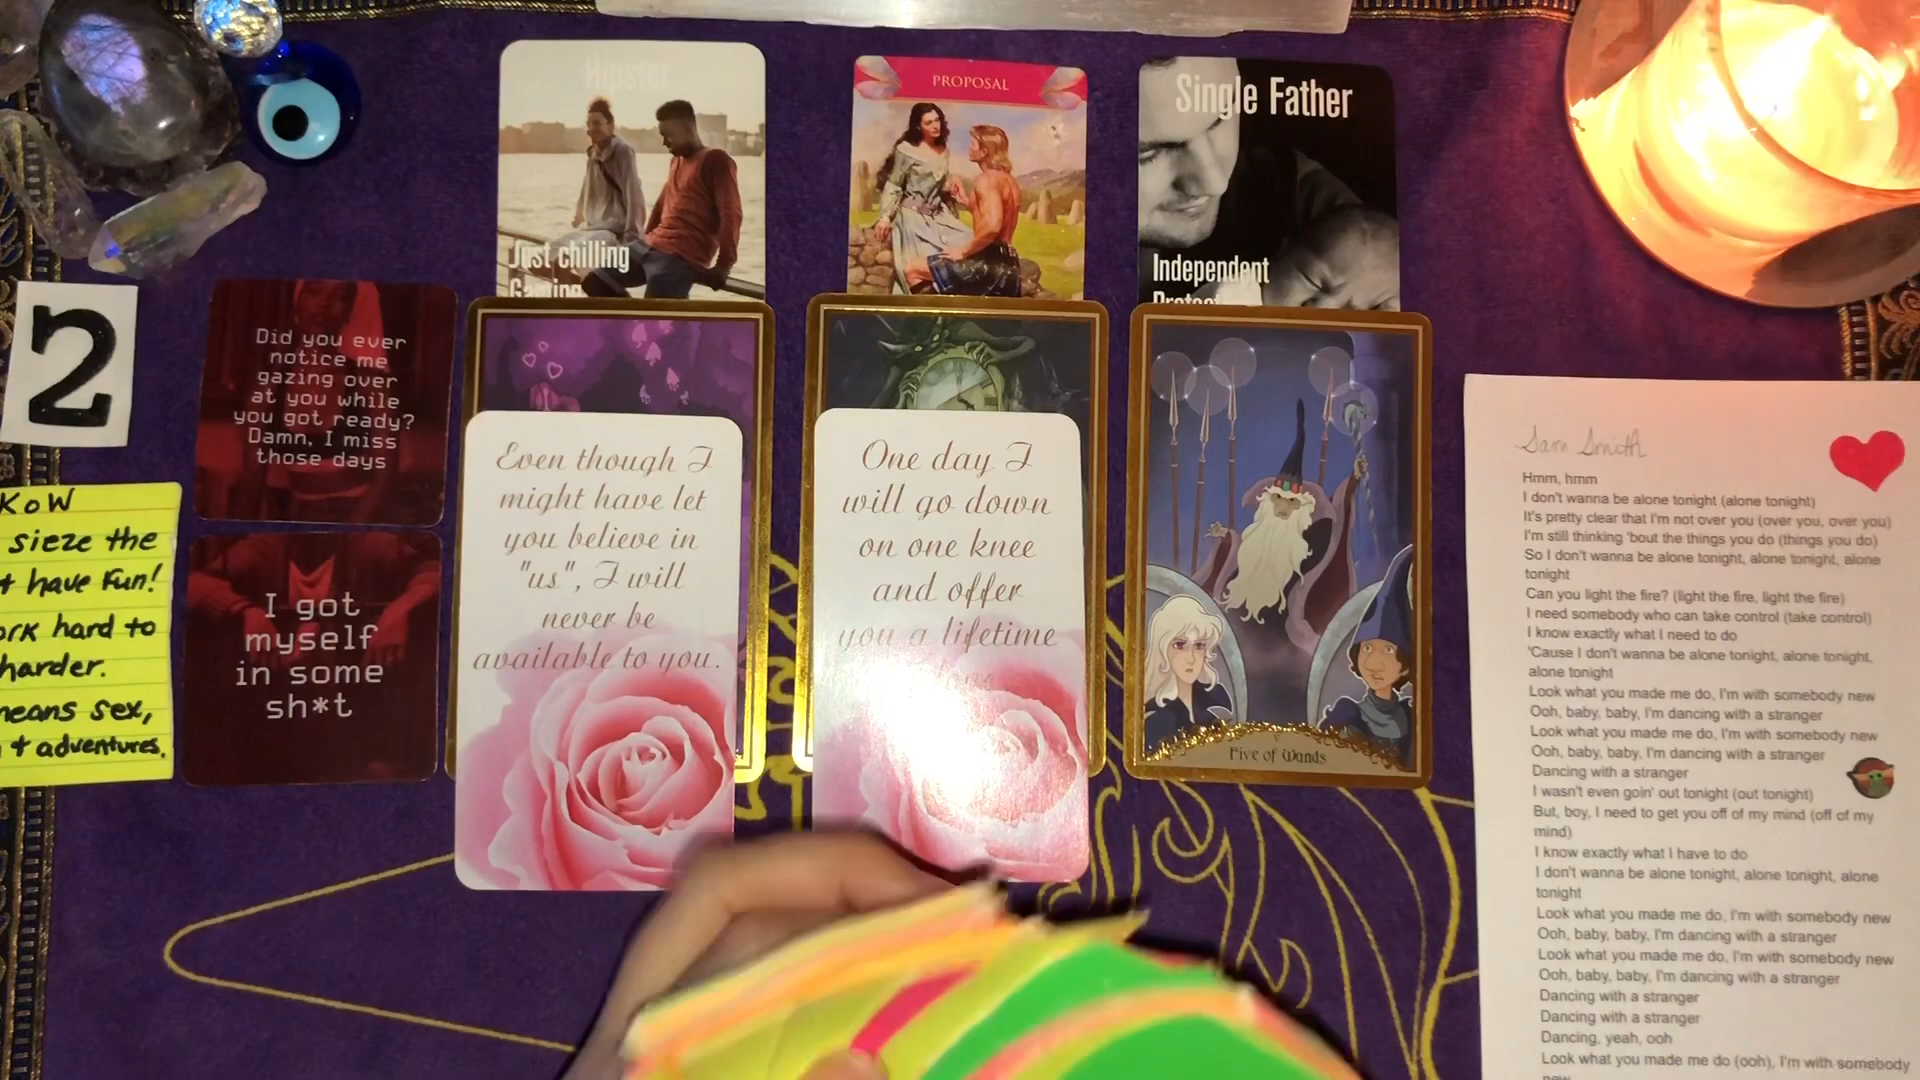 Hipster
Just chilling
Gaming
PROPOSAL
Single Father
Independent
2
Did you ever
notice me
gazing over
at you while
you got ready?
Damn, I miss
those days
I got
myself
in some
sh*t
KoW
sieze the
+ have Fun!
ork hard to
harder.
means sex,
+ adventures.
Even though I
might have let
you believe in
"us", I will
never be
available to you.
One day I
will go down
on one knee
and offer
you a lifetime
Five of Wands
Sam Smith
Hmm, hmm
I don't wanna be alone tonight (alone tonight)
It's pretty clear that I'm not over you (over you, over you)
I'm still thinking 'bout the things you do (things you do)
So I don't wanna be alone tonight, alone tonight, alone
tonight
Can you light the fire? (light the fire, light the fire)
I need somebody who can take control (take control)
I know exactly what I need to do
'Cause I don't wanna be alone tonight, alone tonight,
alone tonight
Look what you made me do, I'm with somebody new
Ooh, baby, baby, I'm dancing with a stranger
Look what you made me do, I'm with somebody new
Ooh, baby, baby, I'm dancing with a stranger
Dancing with a stranger
I wasn't even goin' out tonight (out tonight)
But, boy, I need to get you off of my mind (off of my
mind)
I know exactly what I have to do
I don't wanna be alone tonight, alone tonight, alone
tonight
Look what you made me do, I'm with somebody new
Ooh, baby, baby, I'm dancing with a stranger
Look what you made me do, I'm with somebody new
Ooh, baby, baby, I'm dancing with a stranger
Dancing with a stranger
Dancing with a stranger
Dancing, yeah, ooh
Look what you made me do (ooh), I'm with somebody
new